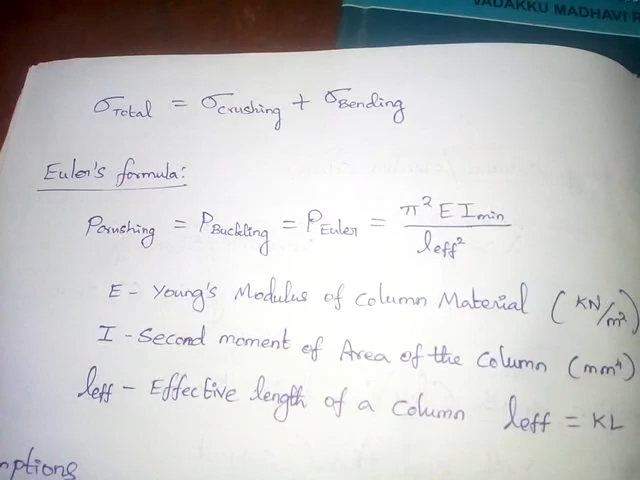 VADAKKU MADHAVI
σTotal = σCrushing + σBending
Euler's formula:
Pcrushing = PBuckling = PEuler = π² E Imin / leff²
E - Young's Modulus of column Material (KN/m²)
I - Second moment of Area of the column (mm⁴)
leff - Effective length of a column leff = KL
mptions